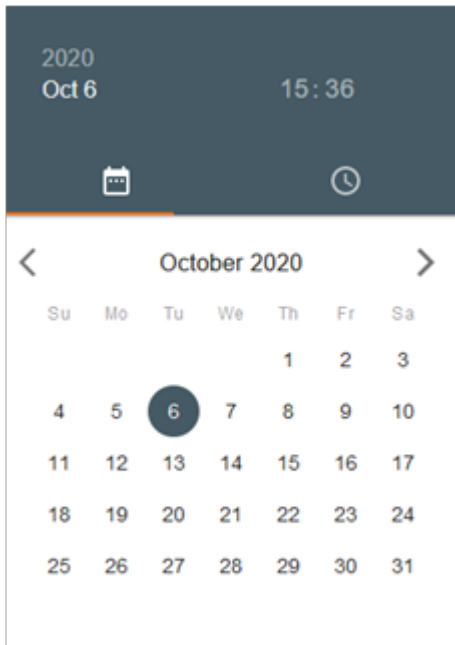 2020
Oct 6 15:36
October 2020
Su Mo Tu We Th Fr Sa
1 2 3
4 5 6 7 8 9 10
11 12 13 14 15 16 17
18 19 20 21 22 23 24
25 26 27 28 29 30 31